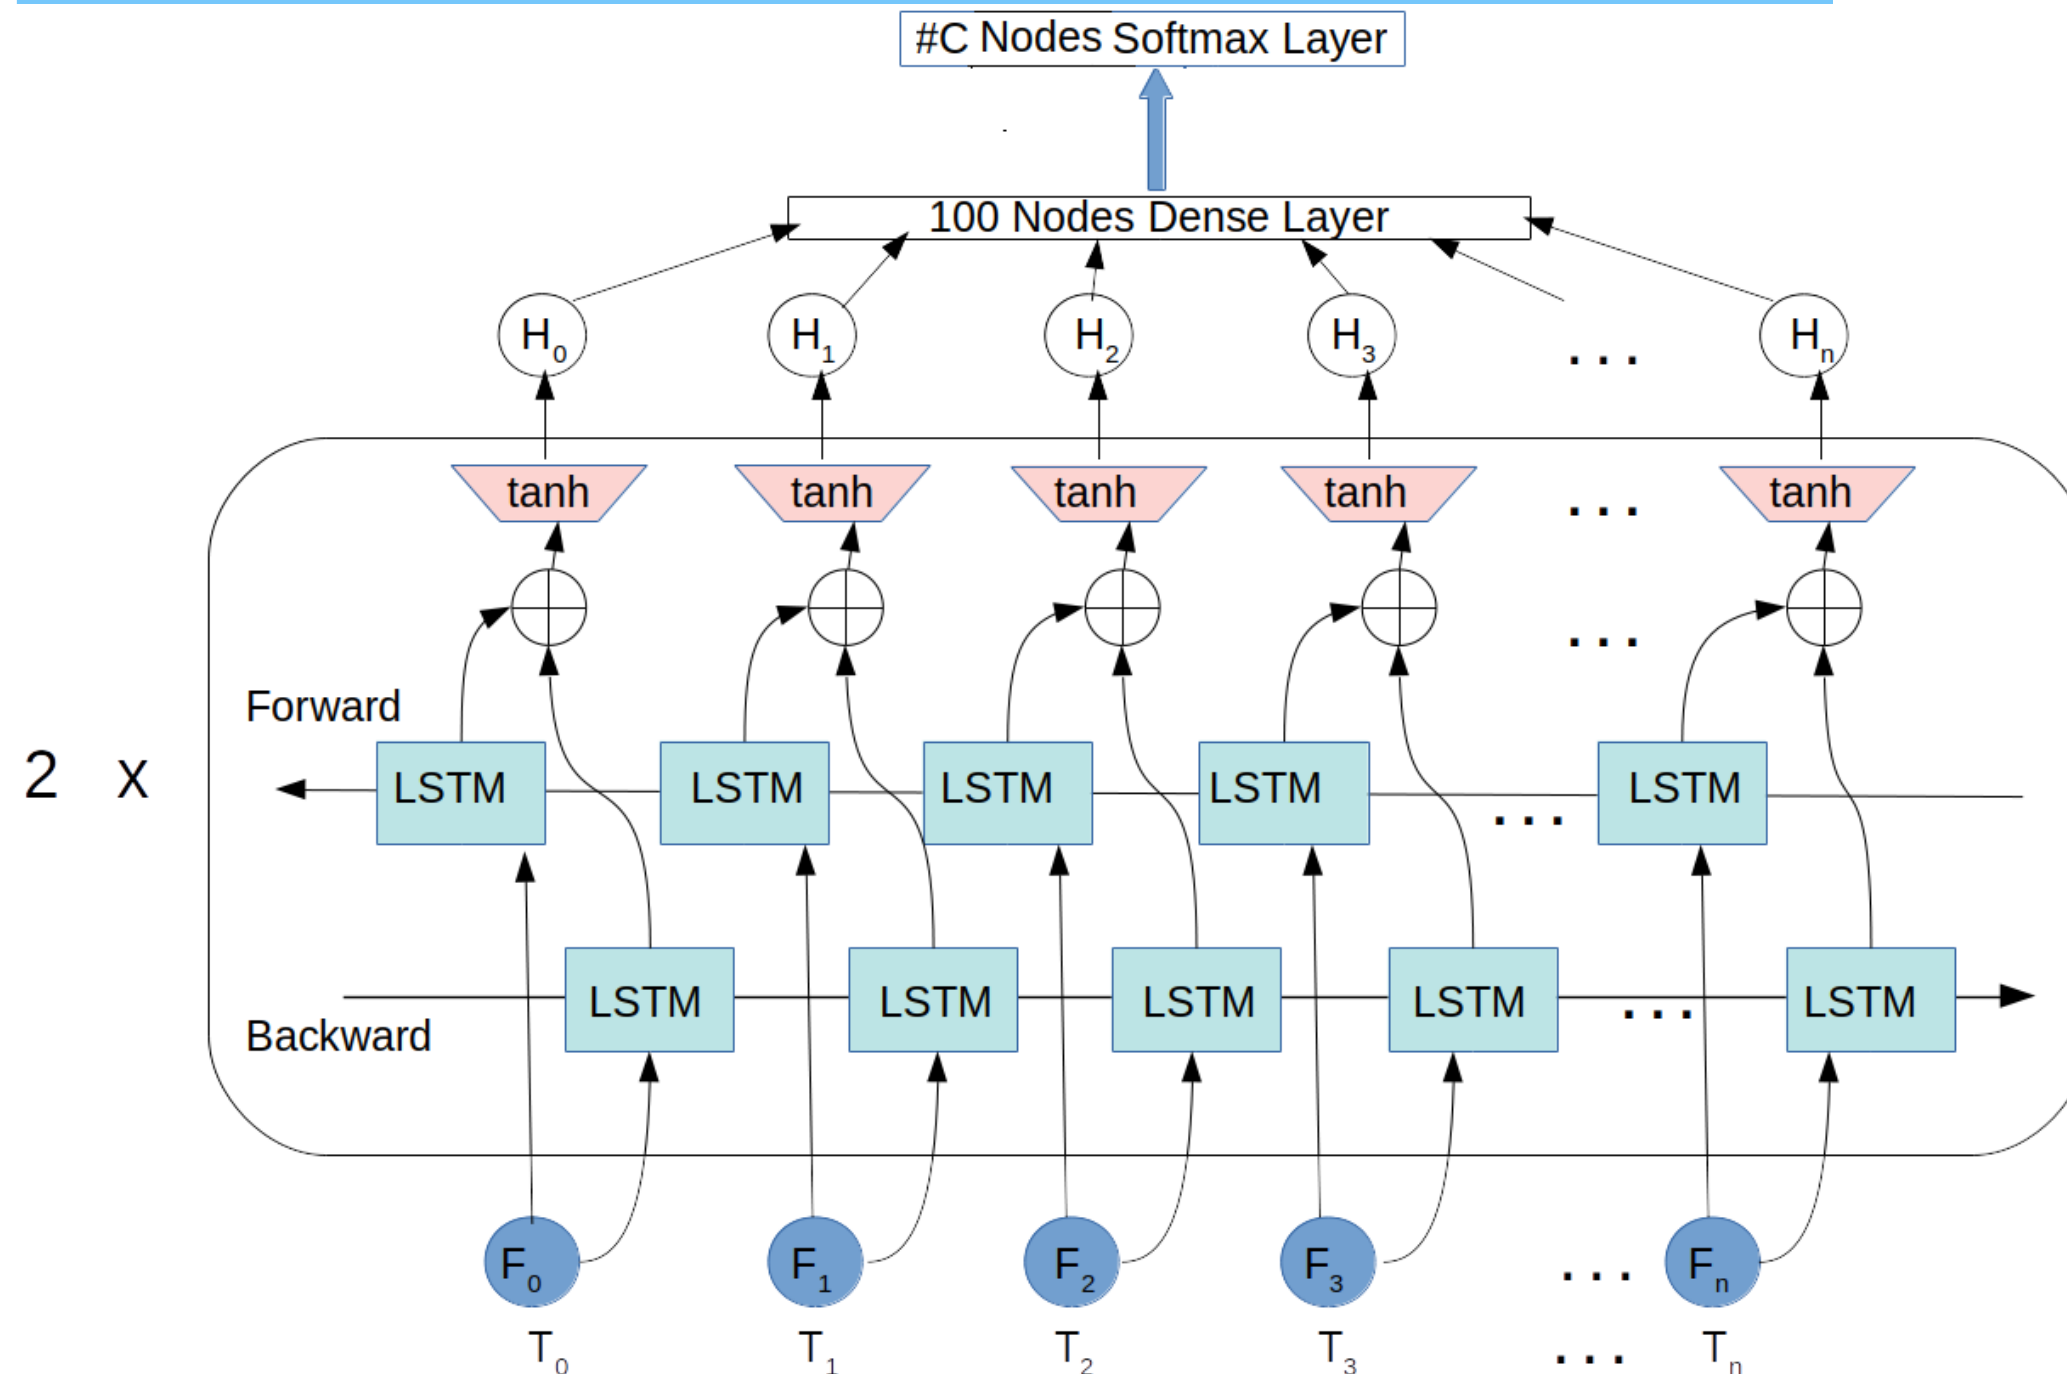 #C Nodes Softmax Layer
100 Nodes Dense Layer
H0 H1 H2 H3 ... Hn
tanh tanh tanh tanh ... tanh
...
Forward
2 x
LSTM LSTM LSTM LSTM ... LSTM
LSTM LSTM LSTM LSTM ... LSTM
Backward
F0 F1 F2 F3 ... Fn
T0 T1 T2 T3 ... Tn